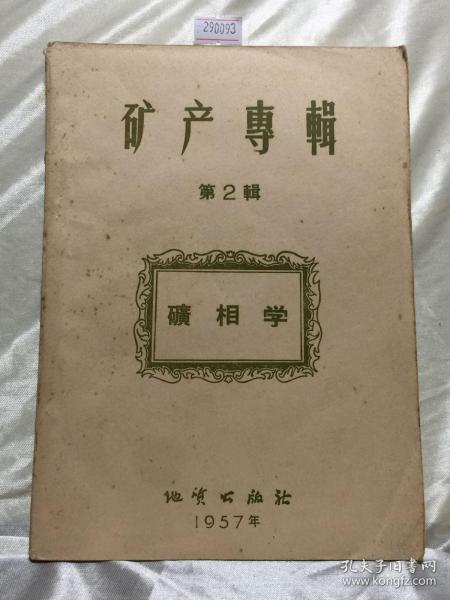 290093
矿产專輯
第2輯
礦相学
地质出版社
1957年
孔夫子旧书网
www.kongfz.com